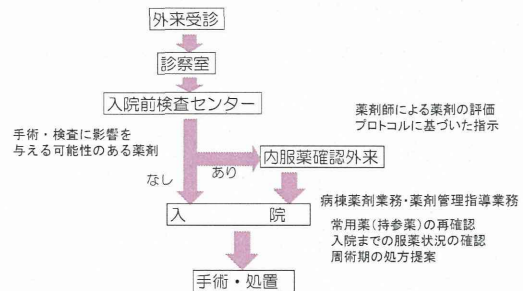 外来受診
診察室
入院前検査センター
薬剤師による薬剤の評価
プロトコルに基づいた指示
手術・検査に影響を
与える可能性のある薬剤
内服薬確認外来
あり
なし
病棟薬剤業務・薬剤管理指導業務
入 院
常用薬(持参薬)の再確認
入院までの服薬状況の確認
周術期の処方提案
手術・処置